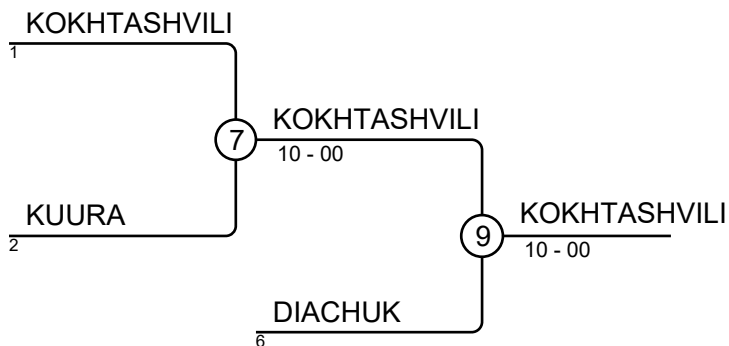 KOKHTASHVILI
1
7
KOKHTASHVILI
10 - 00
KUURA
2
9
KOKHTASHVILI
10 - 00
DIACHUK
6